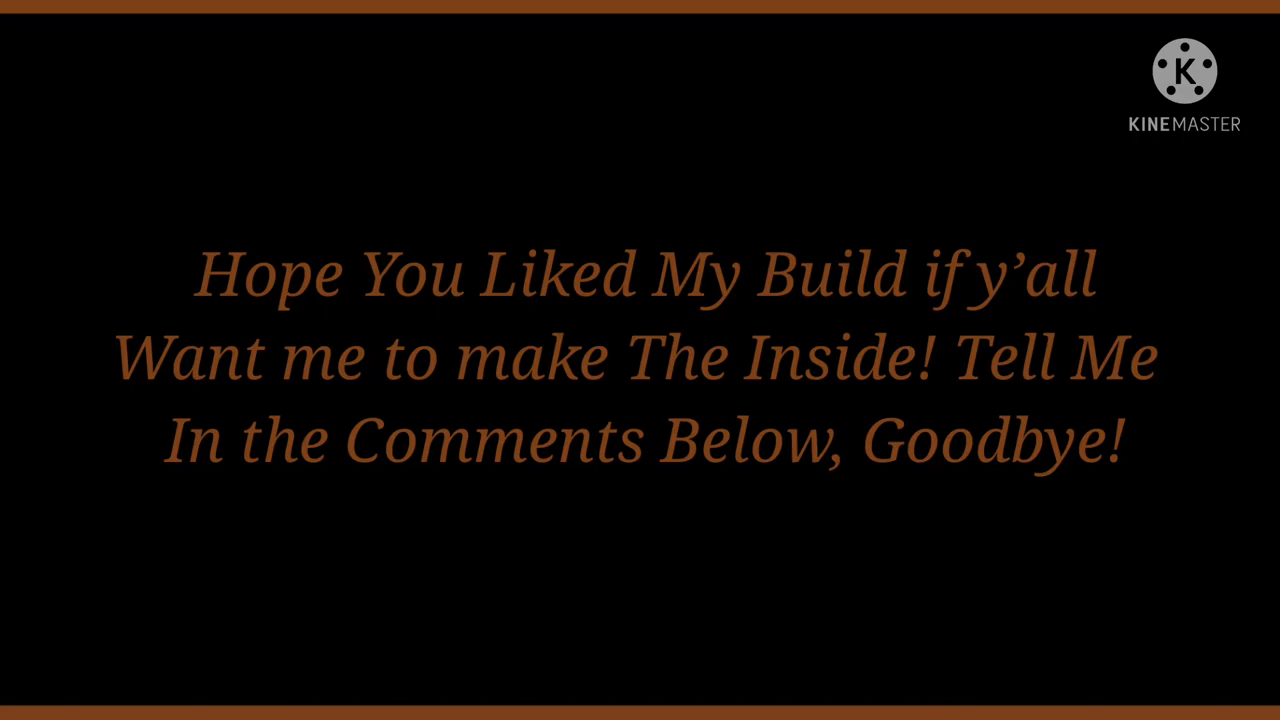 K
KINEMASTER
Hope You Liked My Build if y’all
Want me to make The Inside! Tell Me
In the Comments Below, Goodbye!